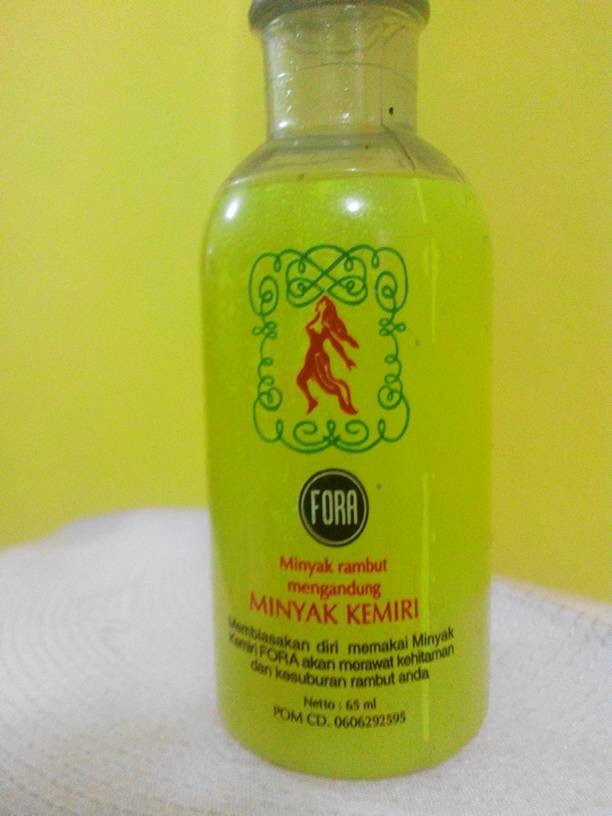 FORA
Minyak rambut
mengandung
MINYAK KEMIRI
Membiasakan diri memakai Minyak
Kemiri FORA akan merawat kehitaman
dan kesuburan rambut anda
Netto : 65 ml
POM CD. 0606292595